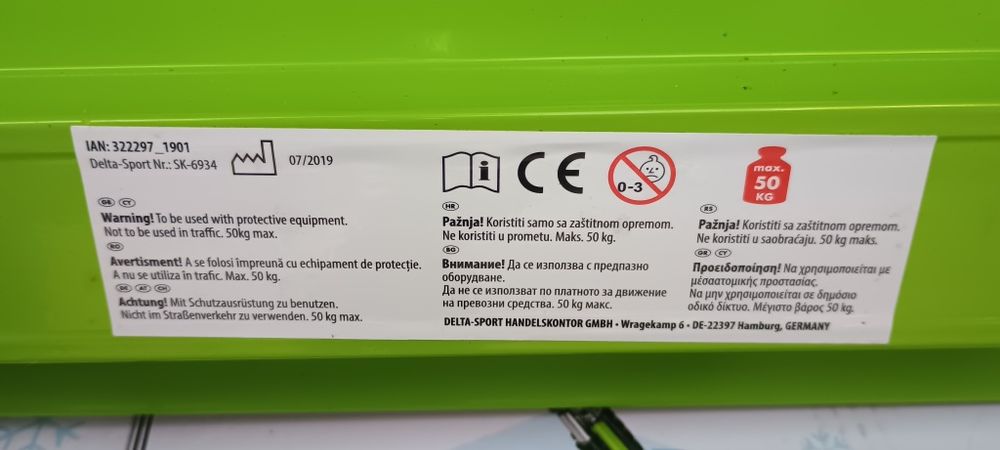 IAN: 322297_1901
Delta-Sport Nr.: SK-6934
07/2019
GB CY
Warning! To be used with protective equipment.
Not to be used in traffic. 50kg max.
RO
Avertisment! A se folosi împreună cu echipament de protecție.
A nu se utiliza în trafic. Max. 50 kg.
DE AT CH
Achtung! Mit Schutzausrüstung zu benutzen.
Nicht im Straßenverkehr zu verwenden. 50 kg max.
i
CE
0-3
HR
Pažnja! Koristiti samo sa zaštitnom opremom.
Ne koristiti u prometu. Maks. 50 kg.
BG
Внимание! Да се използва с предпазно
оборудване.
Да не се използват по платното за движение
на превозни средства. 50 kg макс.
max.
50
KG
RS
Pažnja! Koristiti sa zaštitnom opremom.
Ne koristiti u saobraćaju. 50 kg maks.
GR CY
Προειδοποίηση! Να χρησιμοποιείται με
μέσαατομικής προστασίας.
Να μην χρησιμοποιείται σε δημόσιο
οδικό δίκτυο. Μέγιστο βάρος 50 kg.
DELTA-SPORT HANDELSKONTOR GMBH • Wragekamp 6 • DE-22397 Hamburg, GERMANY